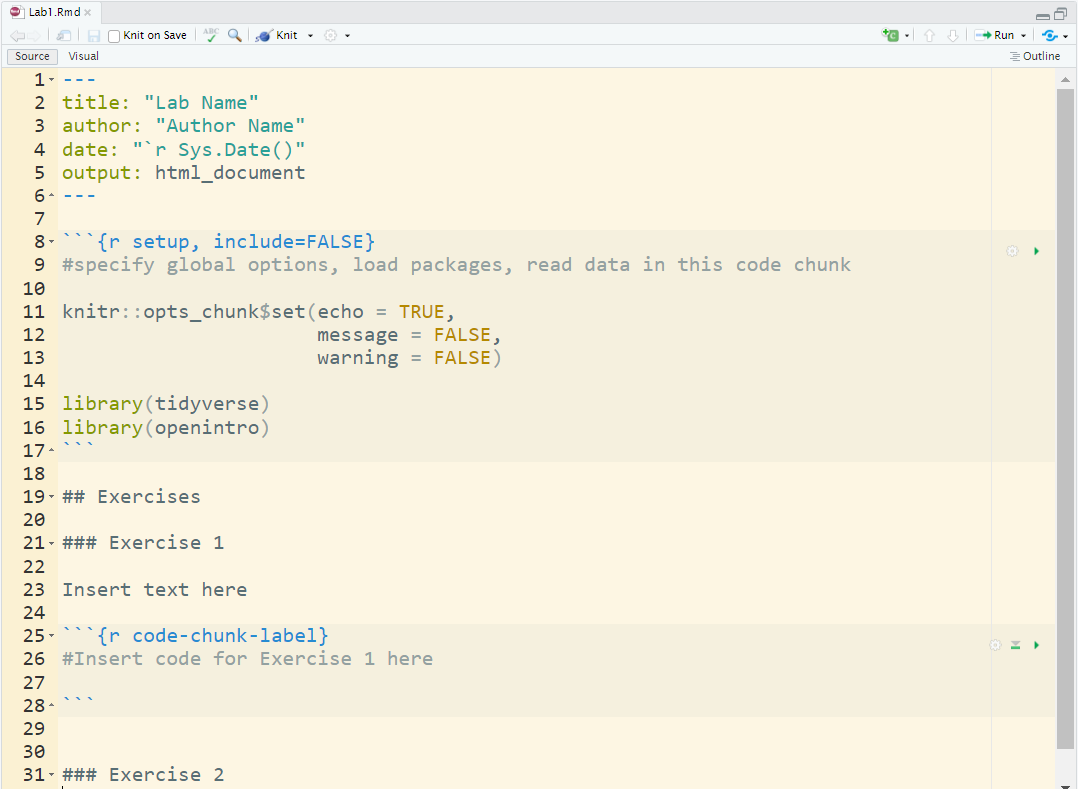 Lab1.Rmd
Knit on Save ABC Knit Run
Source Visual Outline
1 ---
2 title: "Lab Name"
3 author: "Author Name"
4 date: "`r Sys.Date()"
5 output: html_document
6 ---
7
8 ```{r setup, include=FALSE}
9 #specify global options, load packages, read data in this code chunk
10
11 knitr::opts_chunk$set(echo = TRUE,
12                       message = FALSE,
13                       warning = FALSE)
14
15 library(tidyverse)
16 library(openintro)
17 ```
18
19 ## Exercises
20
21 ### Exercise 1
22
23 Insert text here
24
25 ```{r code-chunk-label}
26 #Insert code for Exercise 1 here
27
28 ```
29
30
31 ### Exercise 2